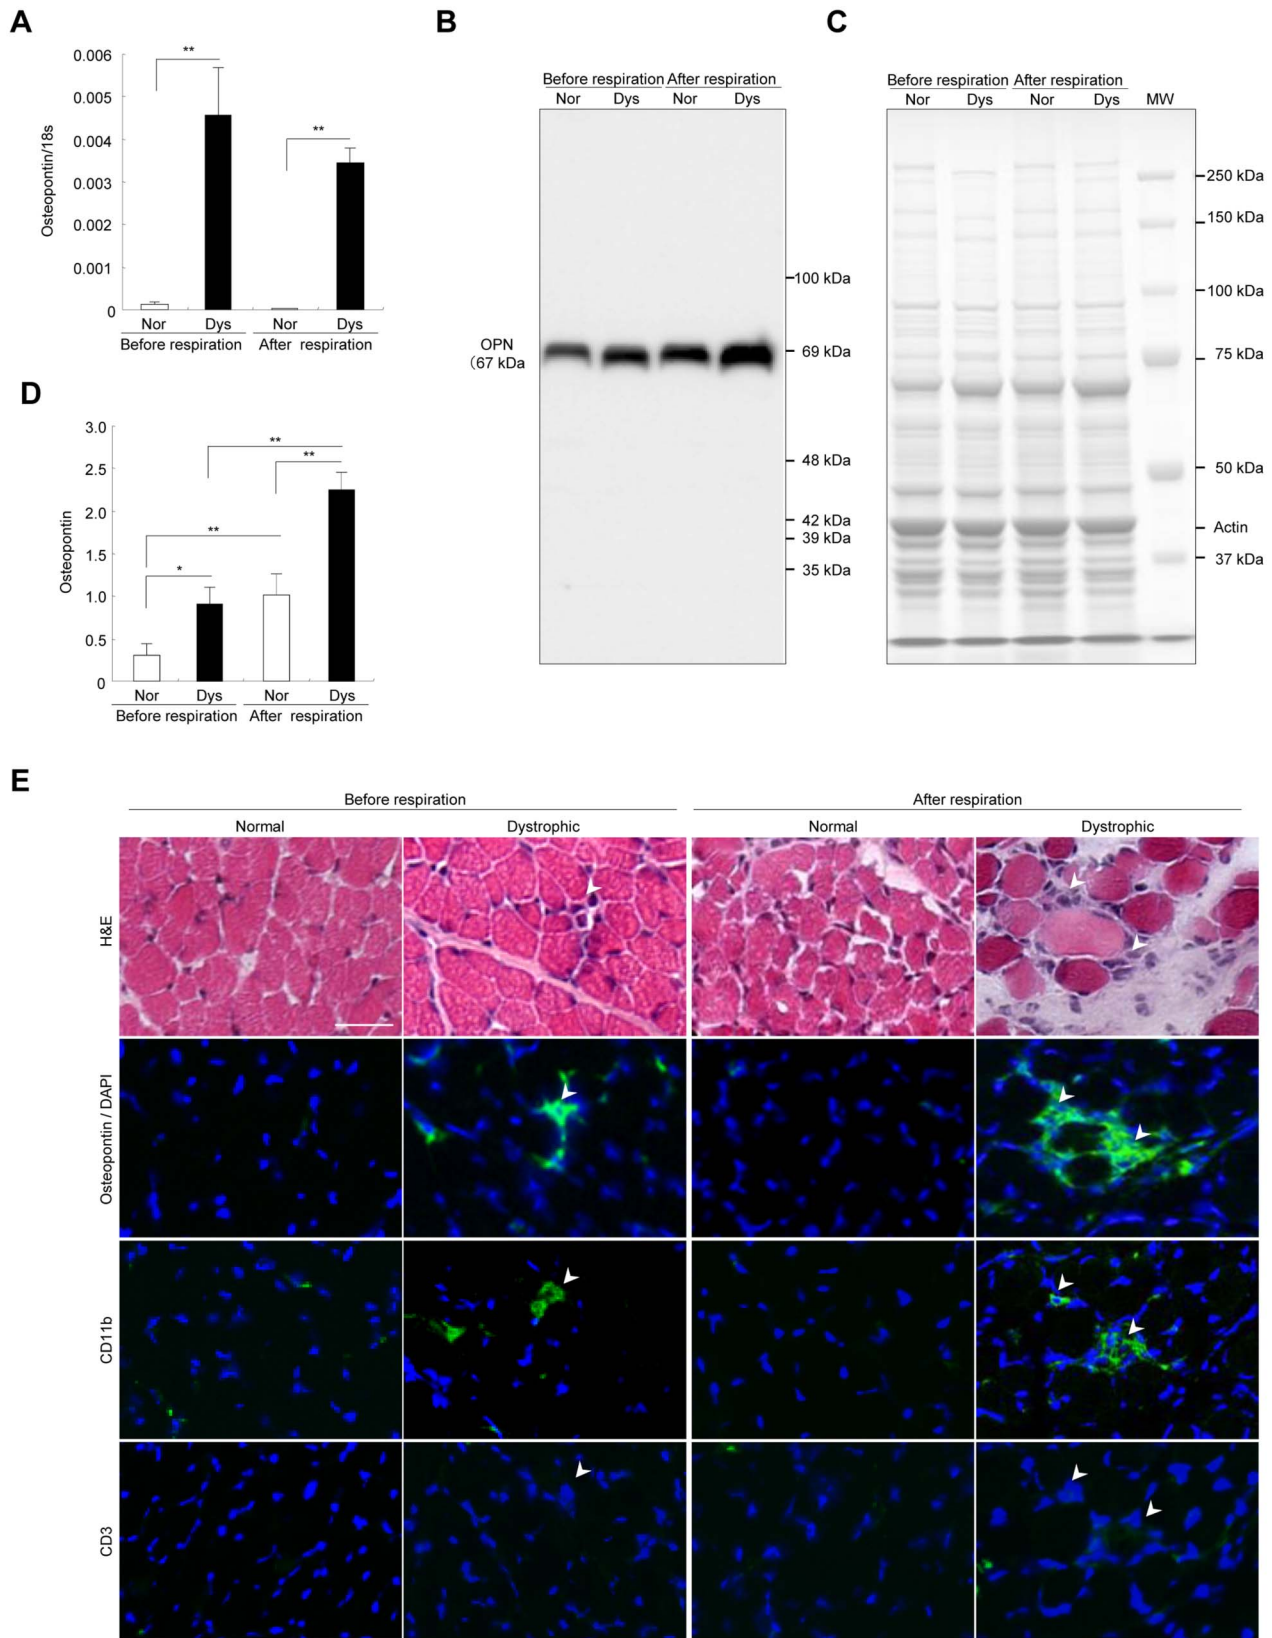 A
0.006
0.005
0.004
0.003
0.002
0.001
0
Osteopontin/18s
**
**
Nor Dys Nor Dys
Before respiration After respiration
B
Before respiration After respiration
Nor Dys Nor Dys
OPN
(67 kDa
100 kDa
69 kDa
48 kDa
42 kDa
39 kDa
35 kDa
C
Before respiration After respiration
Nor Dys Nor Dys MW
250 kDa
150 kDa
100 kDa
75 kDa
50 kDa
Actin
37 kDa
D
3.0
2.5
2.0
1.5
1.0
0.5
0
Osteopontin
**
**
**
*
Nor Dys Nor Dys
Before respiration After respiration
E
Before respiration After respiration
Normal Dystrophic Normal Dystrophic
H&E
Osteopontin / DAPI
CD11b
CD3